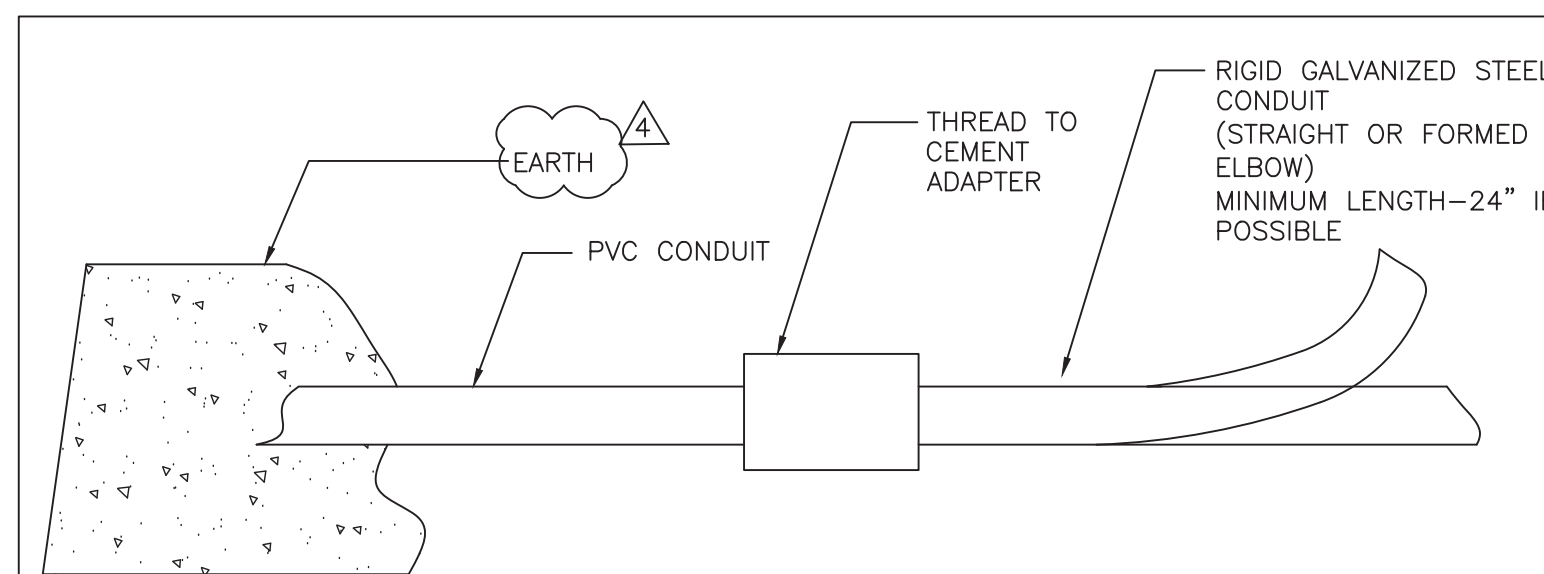 4
EARTH
PVC CONDUIT
THREAD TO
CEMENT
ADAPTER
RIGID GALVANIZED STEEL
CONDUIT
(STRAIGHT OR FORMED
ELBOW)
MINIMUM LENGTH–24”
POSSIBLE